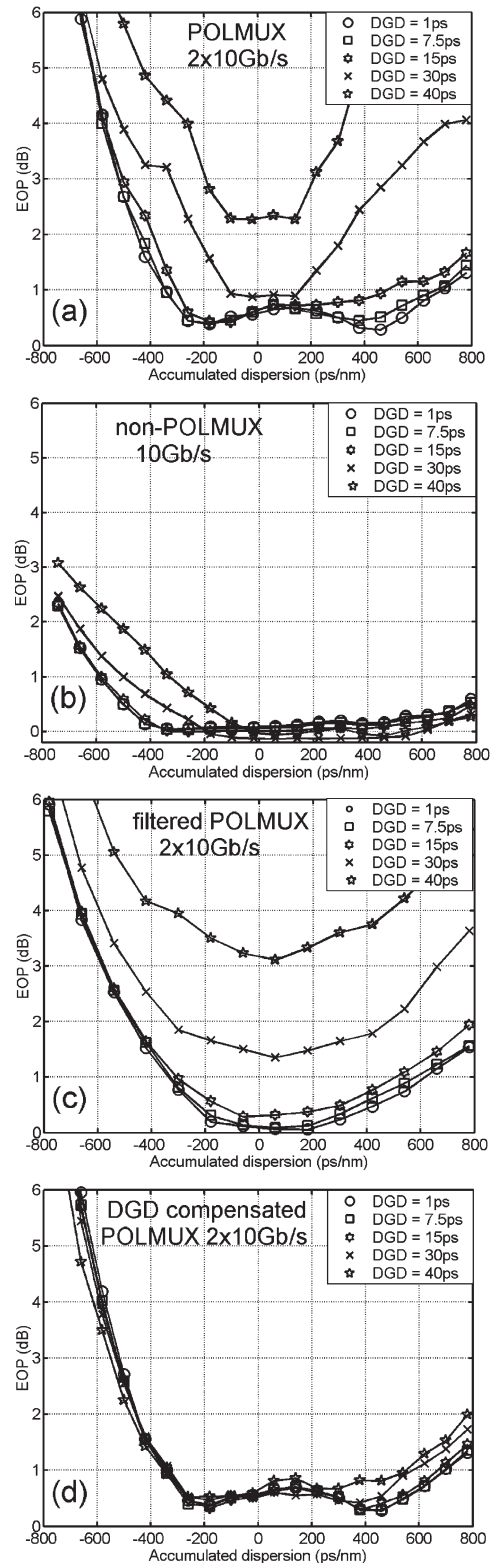 POLMUX
2x10Gb/s
DGD = 1ps
DGD = 7.5ps
DGD = 15ps
DGD = 30ps
DGD = 40ps
6
5
4
3
2
1
0
EOP (dB)
(a)
-800 -600 -400 -200 0 200 400 600 800
Accumulated dispersion (ps/nm)
non-POLMUX
10Gb/s
DGD = 1ps
DGD = 7.5ps
DGD = 15ps
DGD = 30ps
DGD = 40ps
6
5
4
3
2
1
0
EOP (dB)
(b)
-800 -600 -400 -200 0 200 400 600 800
Accumulated dispersion (ps/nm)
filtered POLMUX
2x10Gb/s
DGD = 1ps
DGD = 7.5ps
DGD = 15ps
DGD = 30ps
DGD = 40ps
6
5
4
3
2
1
0
EOP (dB)
(c)
-800 -600 -400 -200 0 200 400 600 800
Accumulated dispersion (ps/nm)
DGD compensated
POLMUX 2x10Gb/s
DGD = 1ps
DGD = 7.5ps
DGD = 15ps
DGD = 30ps
DGD = 40ps
6
5
4
3
2
1
0
EOP (dB)
(d)
-800 -600 -400 -200 0 200 400 600 800
Accumulated dispersion (ps/nm)